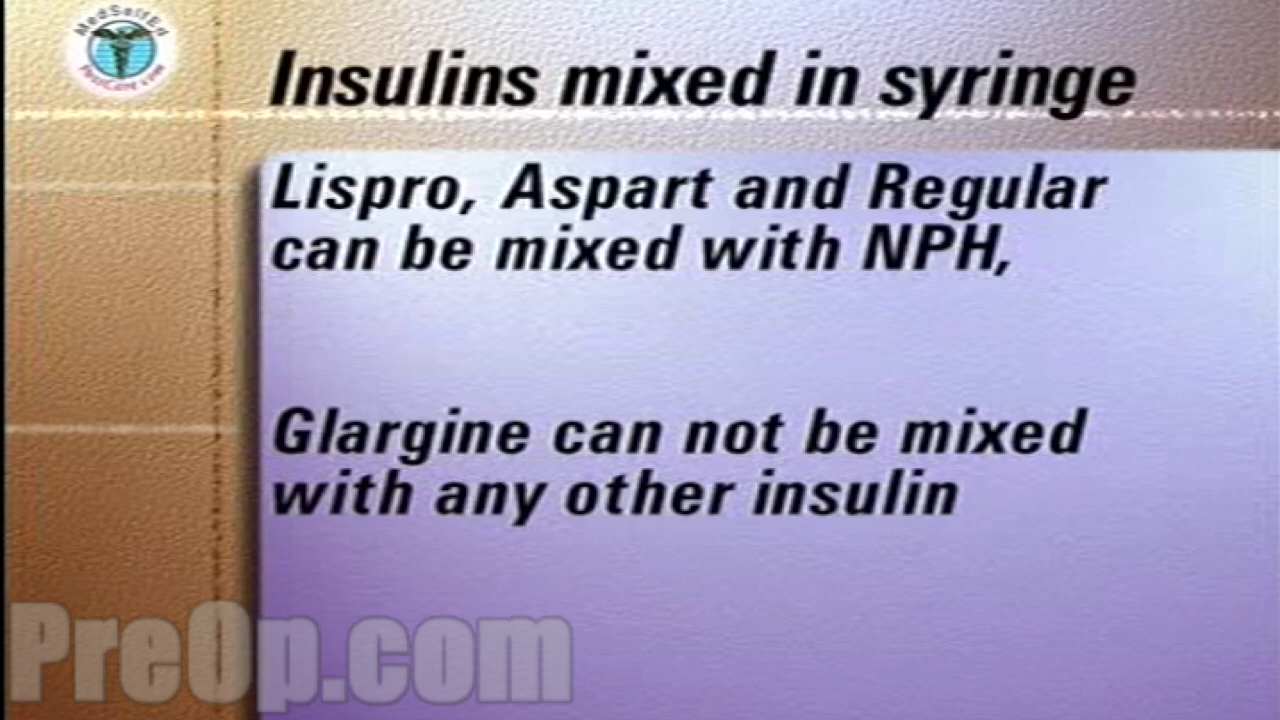 MedSelfEd
Insulins mixed in syringe
Lispro, Aspart and Regular
can be mixed with NPH,
Glargine can not be mixed
with any other insulin
PreOp.com